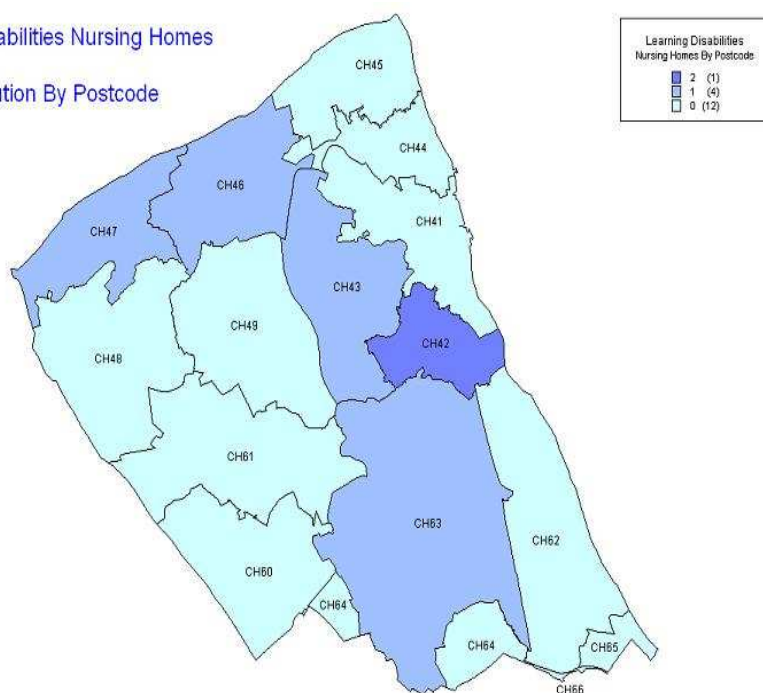 abilities Nursing Homes
ution By Postcode
Learning Disabilities
Nursing Homes By Postcode
2 (1)
1 (4)
0 (12)
CH45
CH44
CH46
CH41
CH47
CH43
CH49
CH42
CH48
CH61
CH63
CH62
CH60
CH64
CH64
CH65
CH66